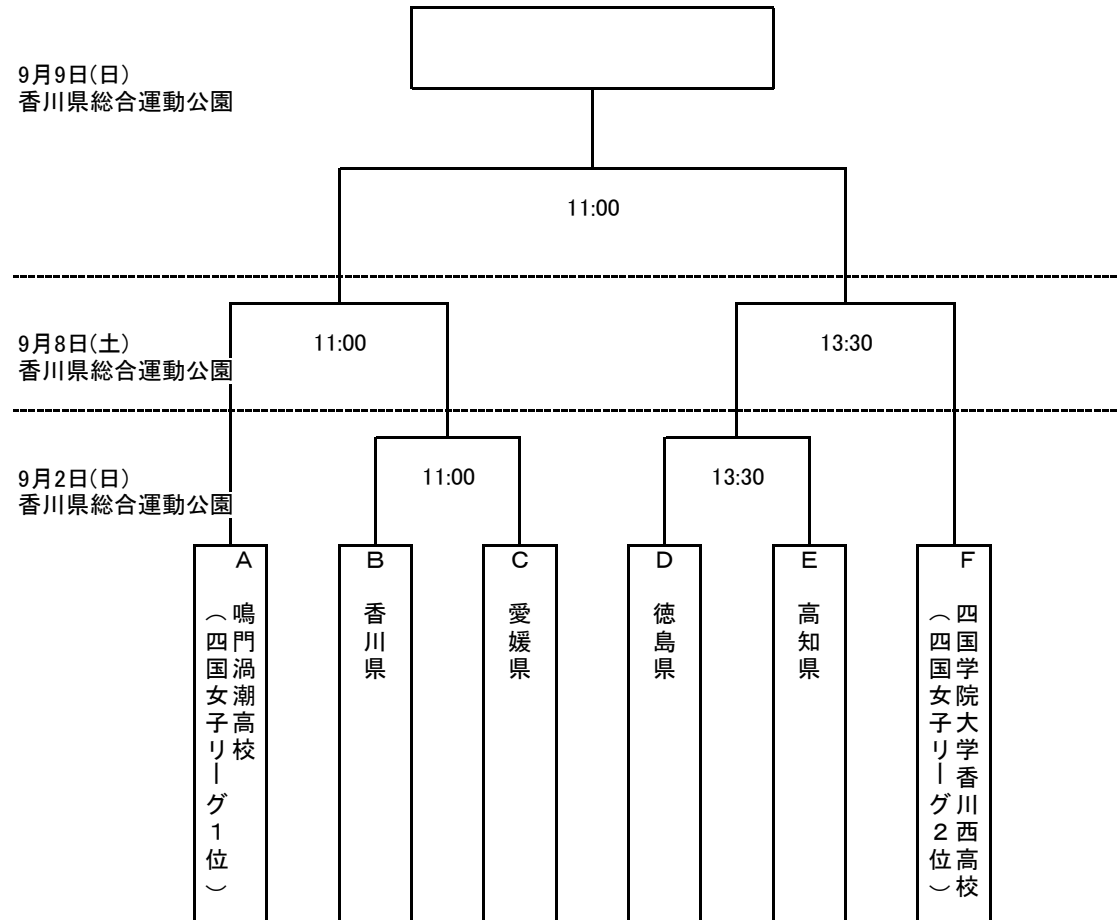 9月9日(日)
香川県総合運動公園
11:00
9月8日(土)
香川県総合運動公園
11:00
13:30
9月2日(日)
香川県総合運動公園
11:00
13:30
A
鳴門渦潮高校
（四国女子リーグ１位）
B
香川県
C
愛媛県
D
徳島県
E
高知県
F
四国学院大学香川西高校
（四国女子リーグ２位）